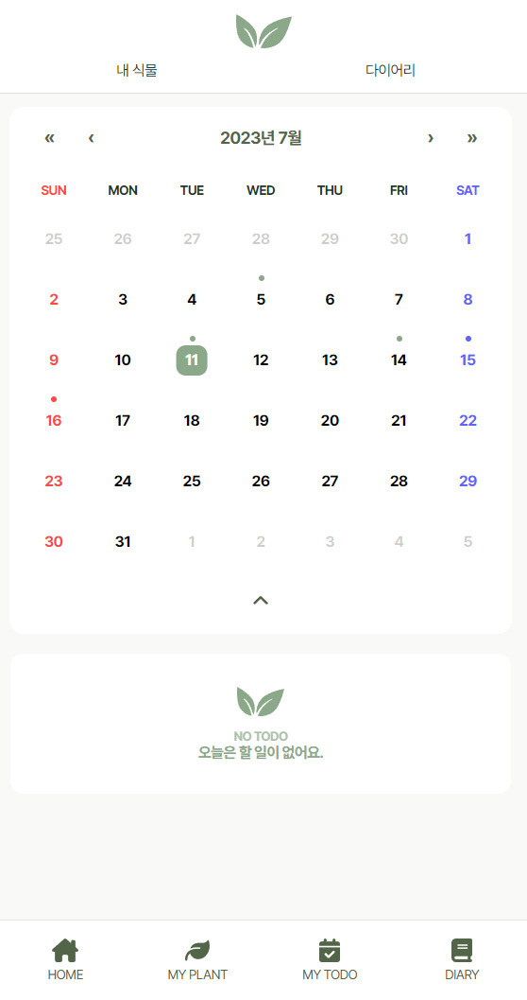 내 식물 다이어리
« ‹ 2023년 7월 › »
SUN MON TUE WED THU FRI SAT
25 26 27 28 29 30 1
2 3 4 5 6 7 8
9 10 11 12 13 14 15
16 17 18 19 20 21 22
23 24 25 26 27 28 29
30 31 1 2 3 4 5
NO TODO
오늘은 할 일이 없어요.
HOME MY PLANT MY TODO DIARY